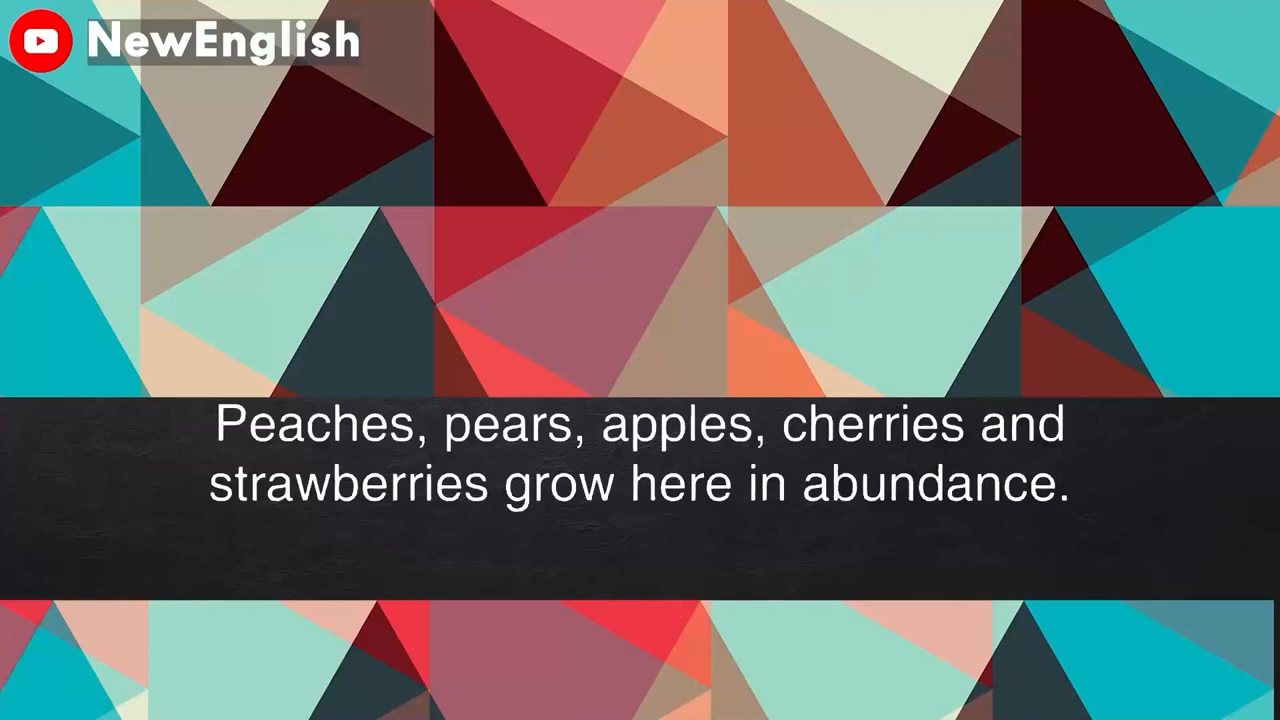 NewEnglish
Peaches, pears, apples, cherries and
strawberries grow here in abundance.